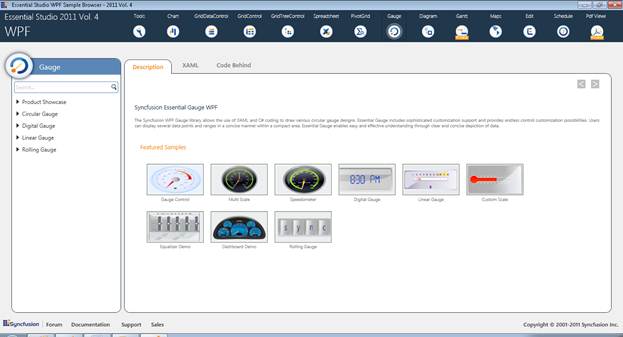 Essential Studio WPF Sample Browser - 2011 Vol. 4
Essential Studio 2011 Vol. 4
WPF
Tools Chart GridDataControl GridControl GridTreeControl Spreadsheet PivotGrid Gauge Diagram Gantt Maps Edit Schedule Pdf Viewer
Gauge
Search...
Product Showcase
Circular Gauge
Digital Gauge
Linear Gauge
Rolling Gauge
Description XAML Code Behind
Syncfusion Essential Gauge WPF
The Syncfusion WPF Gauge library allows the use of XAML and C# coding to draw various circular gauge designs. Essential Gauge includes sophisticated customization support and provides endless control customization possibilities. Users
can display several data points and ranges in a concise manner within a compact area. Essential Gauge enables easy and effective understanding through clear and concise depiction of data.
Featured Samples
8:30 PM
Gauge Control Multi Scale Speedometer Digital Gauge Linear Gauge Custom Scale
s y n c
Equalizer Demo Dashboard Demo Rolling Gauge
Syncfusion Forum Documentation Support Sales
Copyright © 2001-2011 Syncfusion Inc.